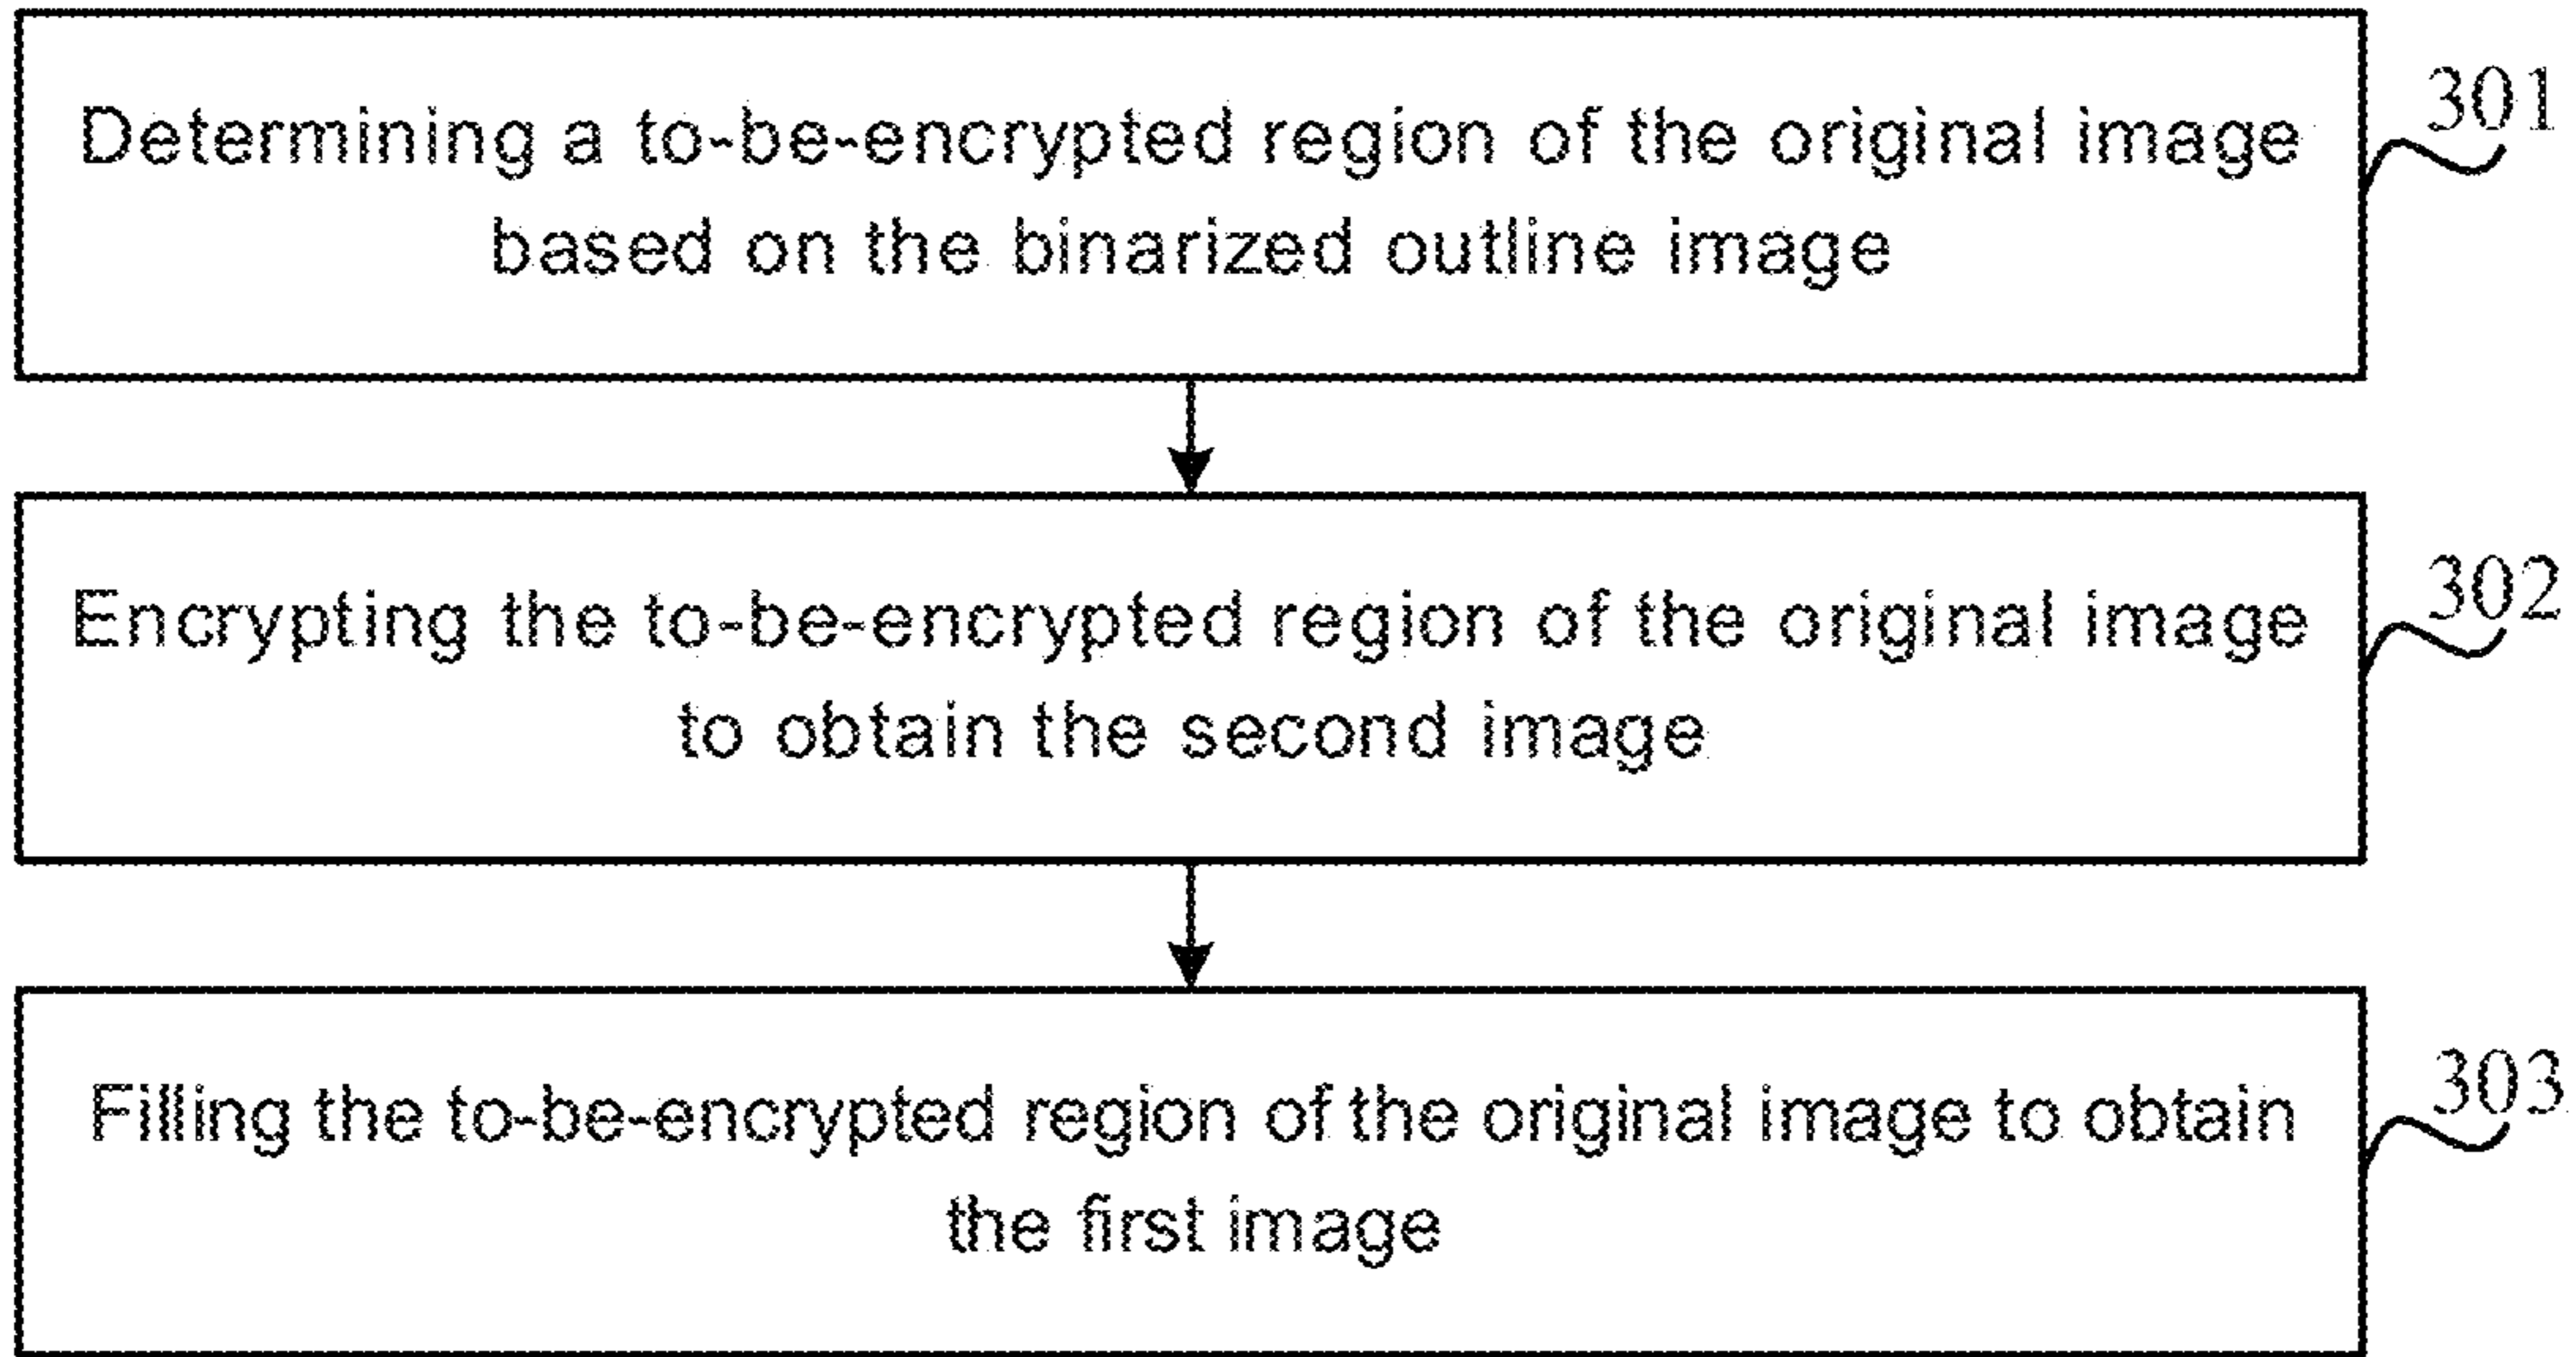 Determining a to-be-encrypted region of the original image
based on the binarized outline image
301
Encrypting the to-be-encrypted region of the original image
to obtain the second image
302
Filling the to-be-encrypted region of the original image to obtain
the first image
303